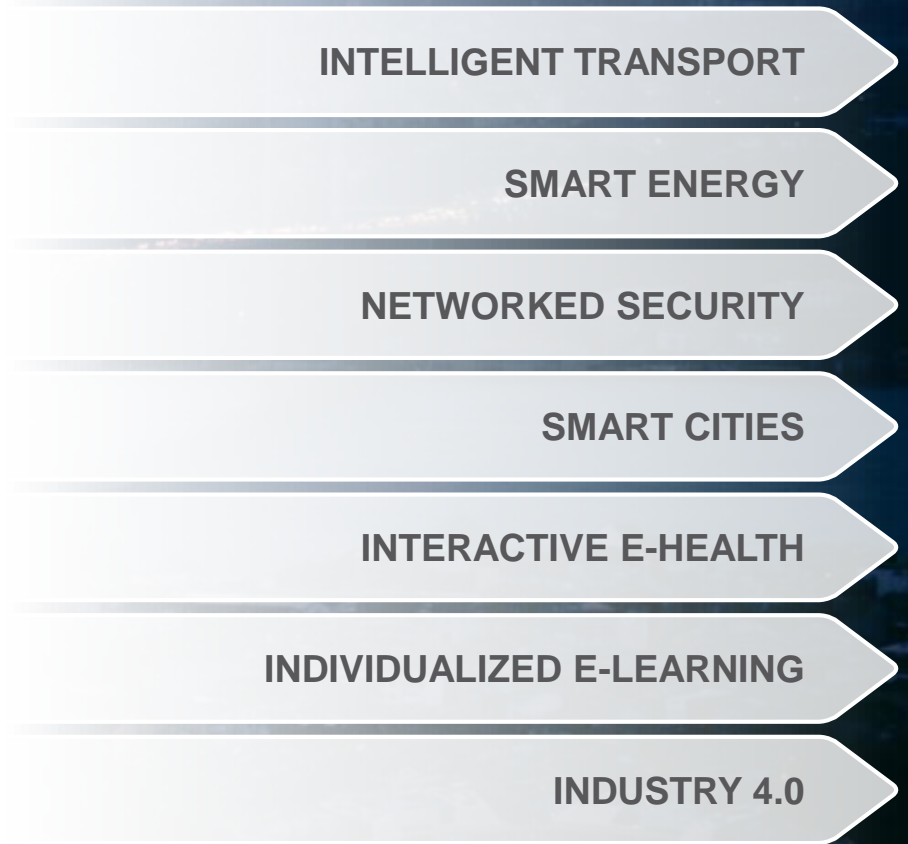 INTELLIGENT TRANSPORT
SMART ENERGY
NETWORKED SECURITY
SMART CITIES
INTERACTIVE E-HEALTH
INDIVIDUALIZED E-LEARNING
INDUSTRY 4.0